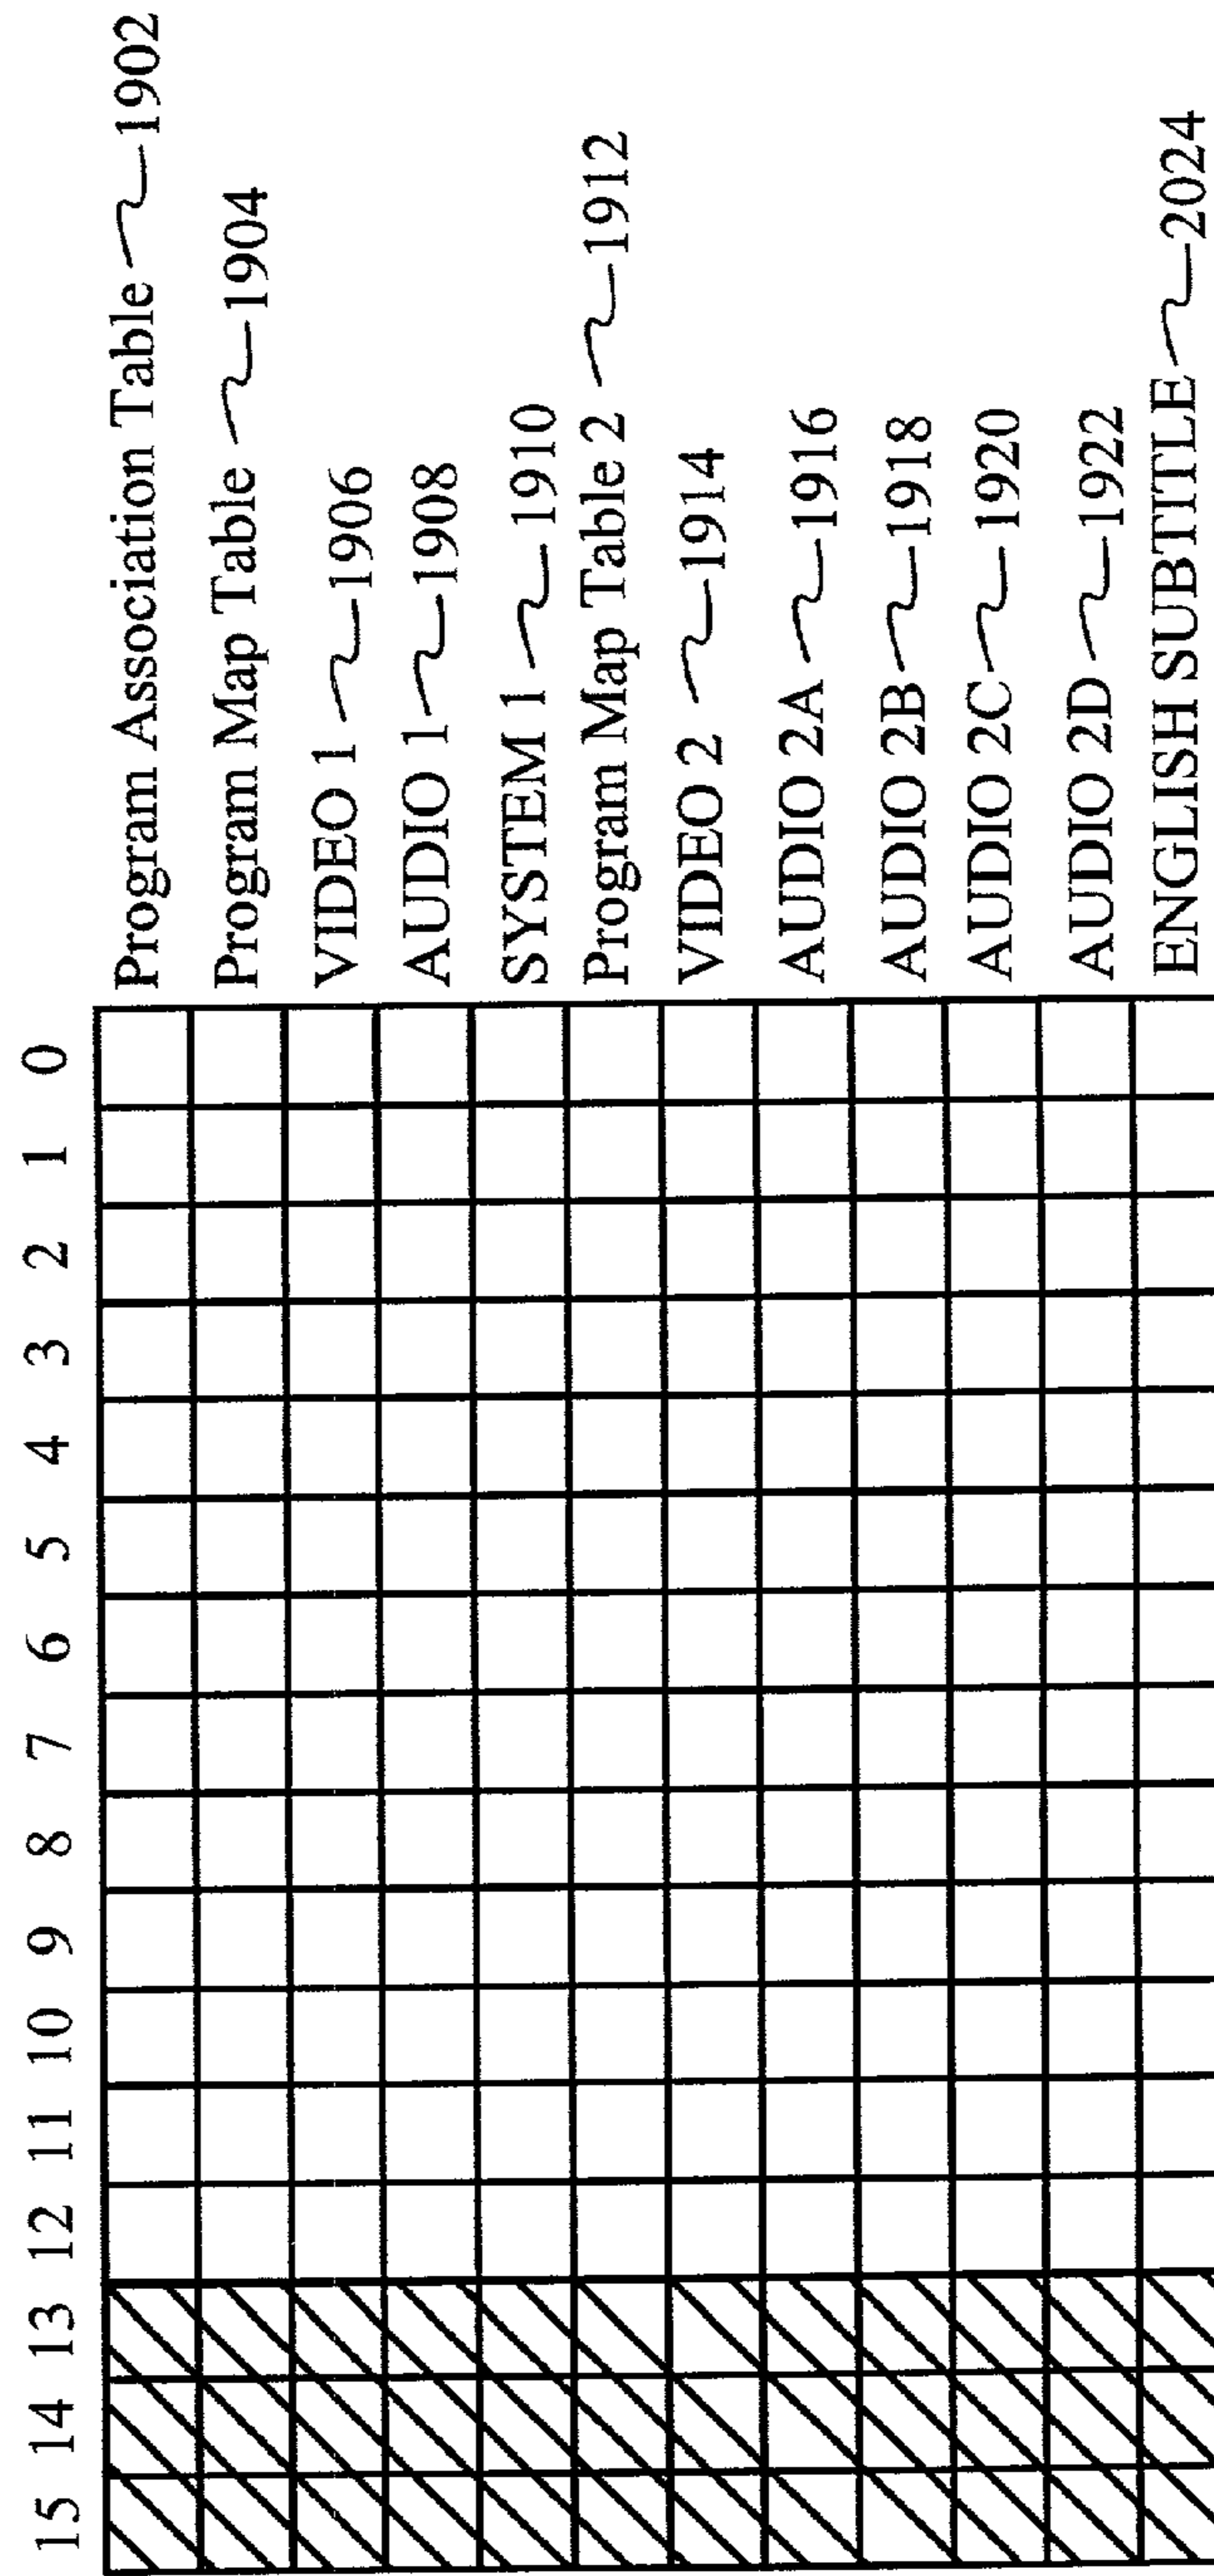 15 14 13 12 11 10 9 8 7 6 5 4 3 2 1 0
Program Association Table 1902
Program Map Table 1904
VIDEO 1 1906
AUDIO 1 1908
SYSTEM 1 1910
Program Map Table 2 1912
VIDEO 2 1914
AUDIO 2A 1916
AUDIO 2B 1918
AUDIO 2C 1920
AUDIO 2D 1922
ENGLISH SUBTITLE 2024